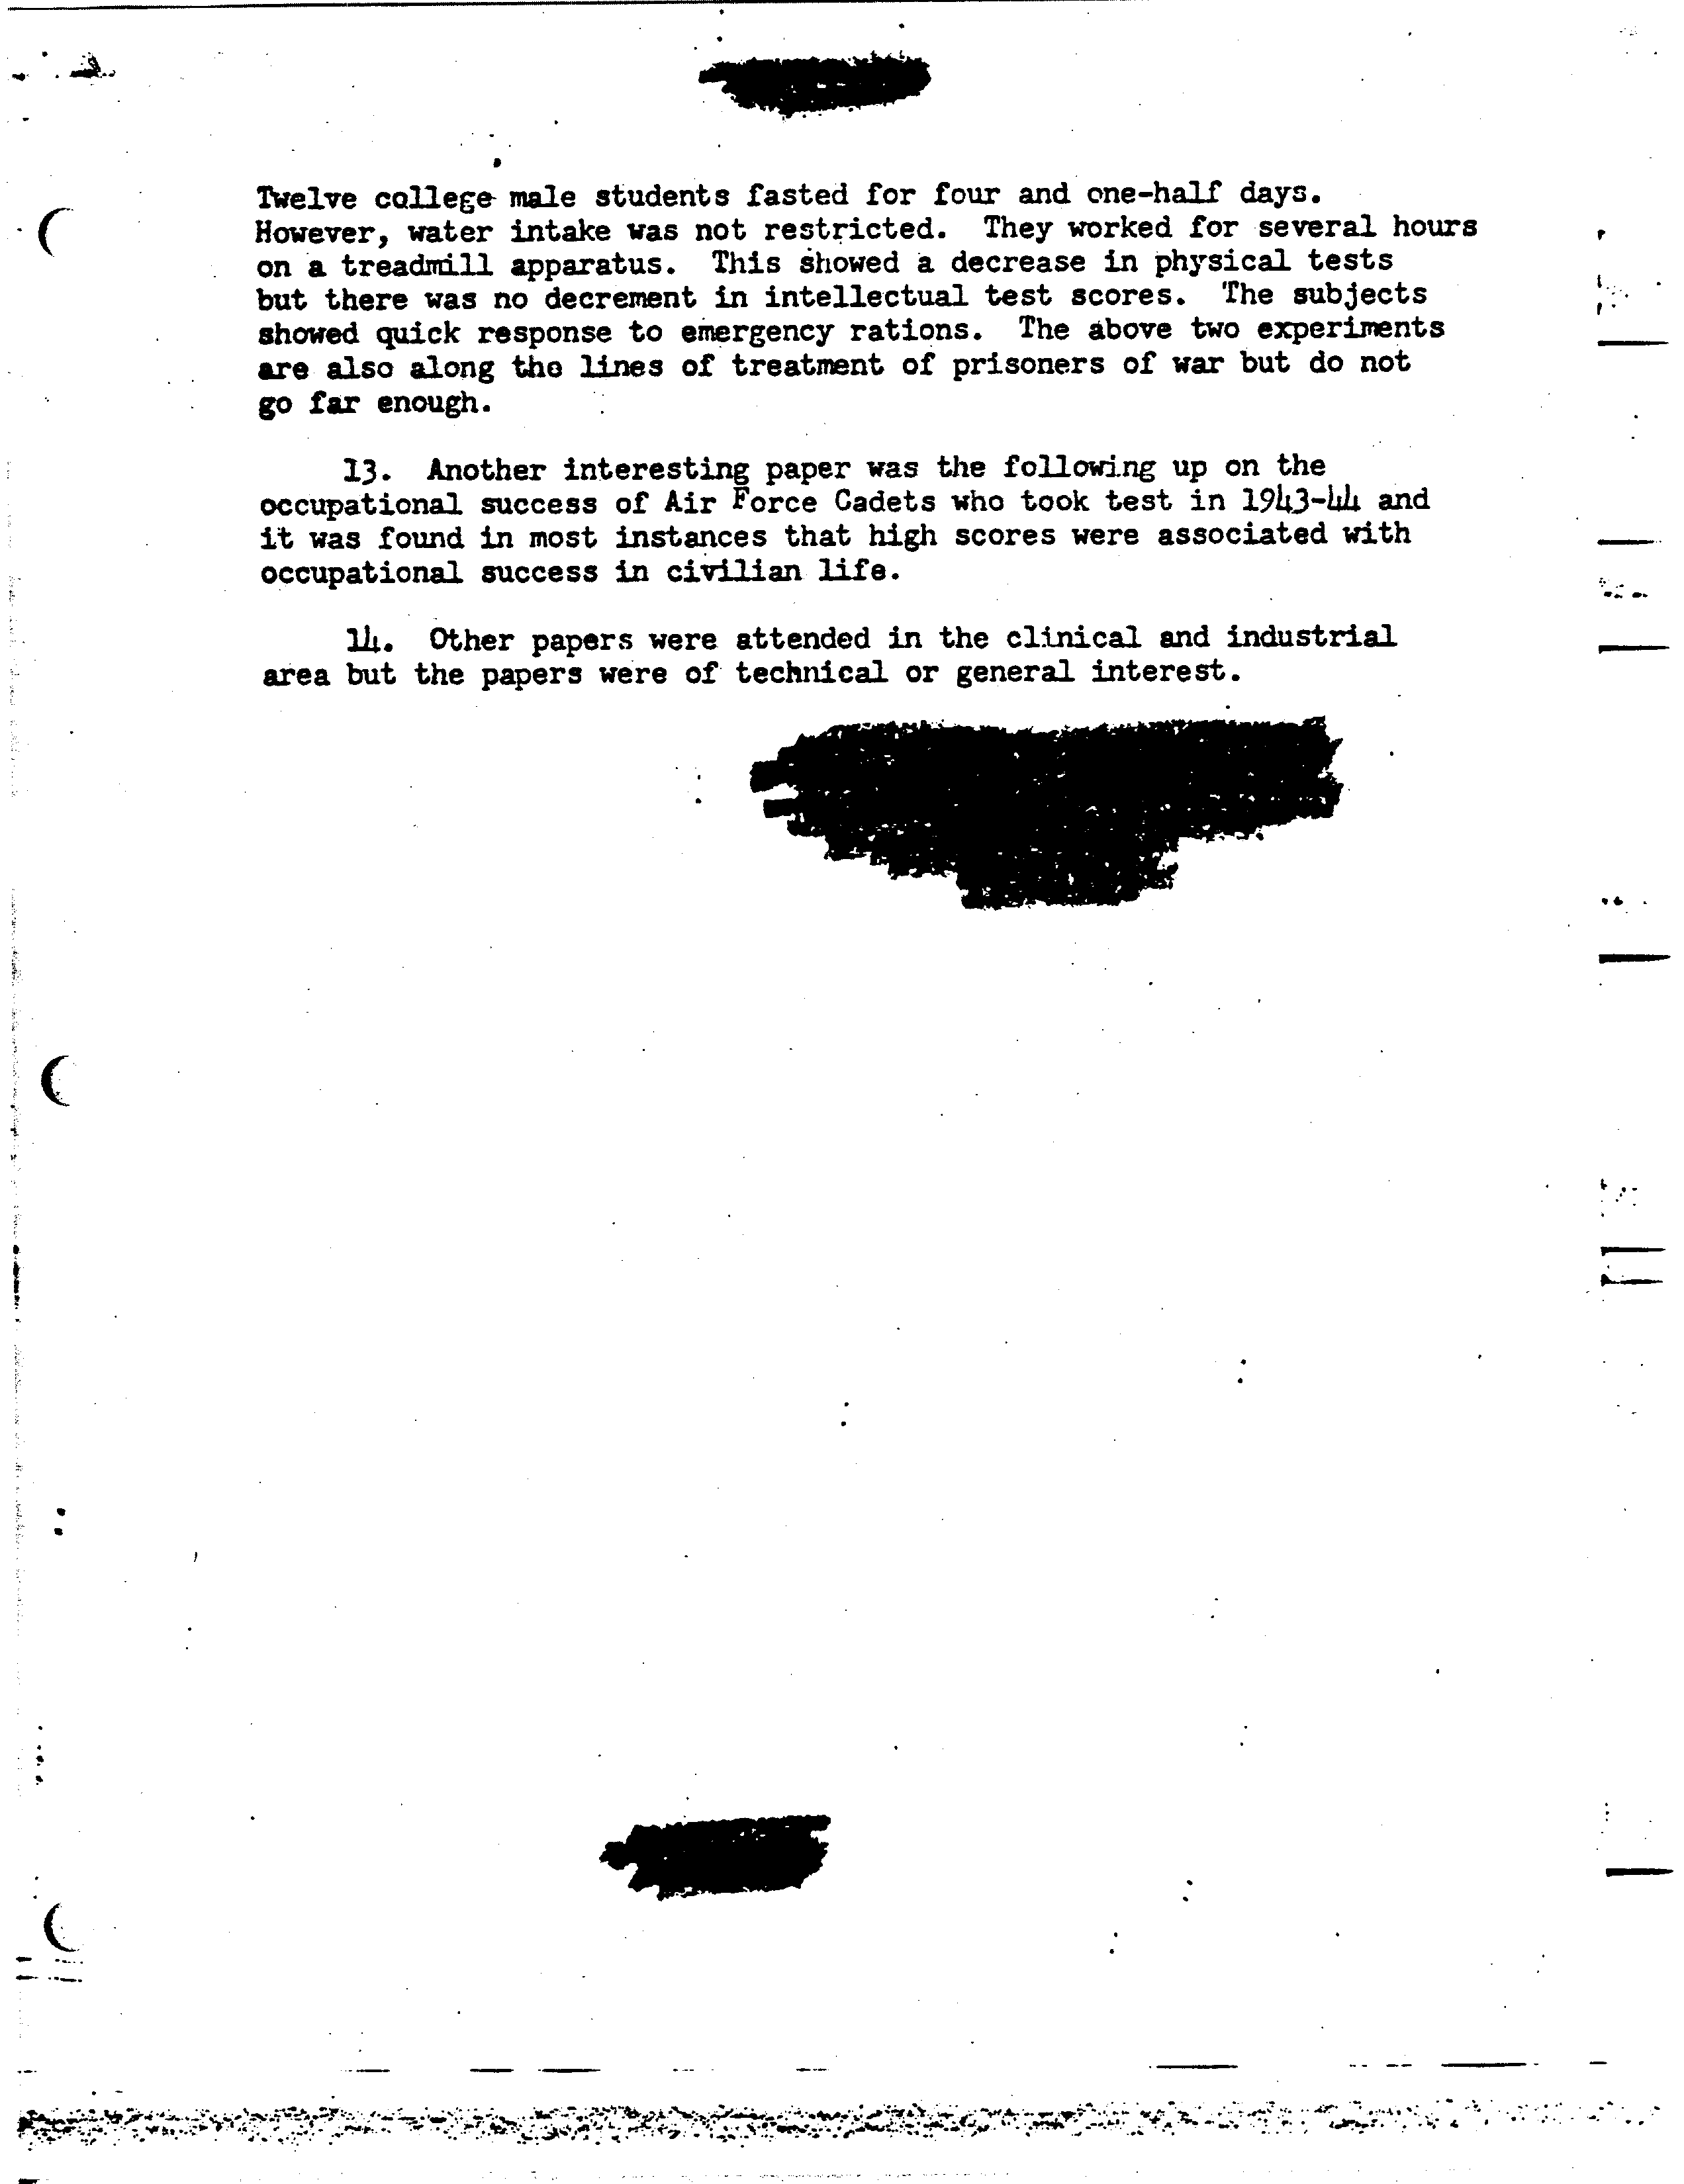 Twelve college male students fasted for four and one-half days.
However, water intake was not restricted. They worked for several hours
on a treadmill apparatus. This showed a decrease in physical tests
but there was no decrement in intellectual test scores. The subjects
showed quick response to emergency rations. The above two experiments
are also along the lines of treatment of prisoners of war but do not
go far enough.
13. Another interesting paper was the following up on the
occupational success of Air Force Cadets who took test in 1943-44 and
it was found in most instances that high scores were associated with
occupational success in civilian life.
14. Other papers were attended in the clinical and industrial
area but the papers were of technical or general interest.